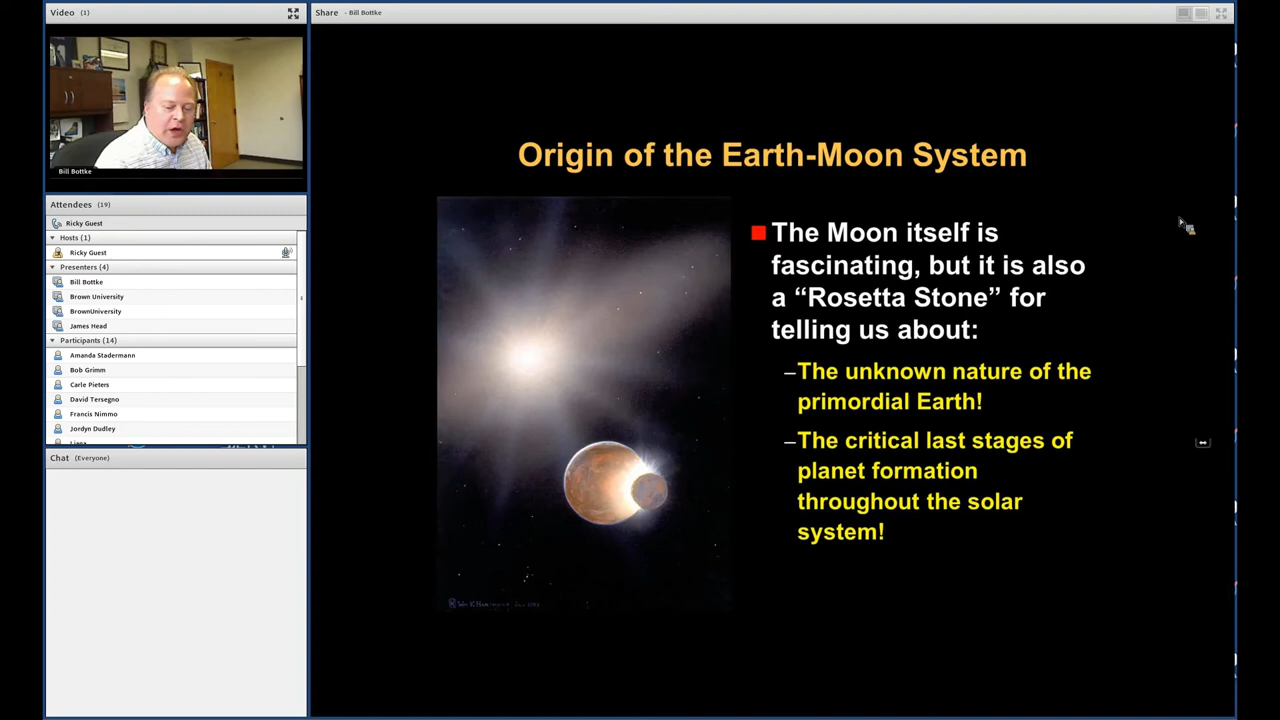 Video (1)
Bill Bottke
Attendees (19)
Ricky Guest
Hosts (1)
Ricky Guest
Presenters (4)
Bill Bottke
Brown University
BrownUniversity
James Head
Participants (14)
Amanda Stadermann
Bob Grimm
Carle Pieters
David Tersegno
Francis Nimmo
Jordyn Dudley
Chat (Everyone)
Share - Bill Bottke
Origin of the Earth-Moon System
The Moon itself is
fascinating, but it is also
a “Rosetta Stone” for
telling us about:
–The unknown nature of the
primordial Earth!
–The critical last stages of
planet formation
throughout the solar
system!